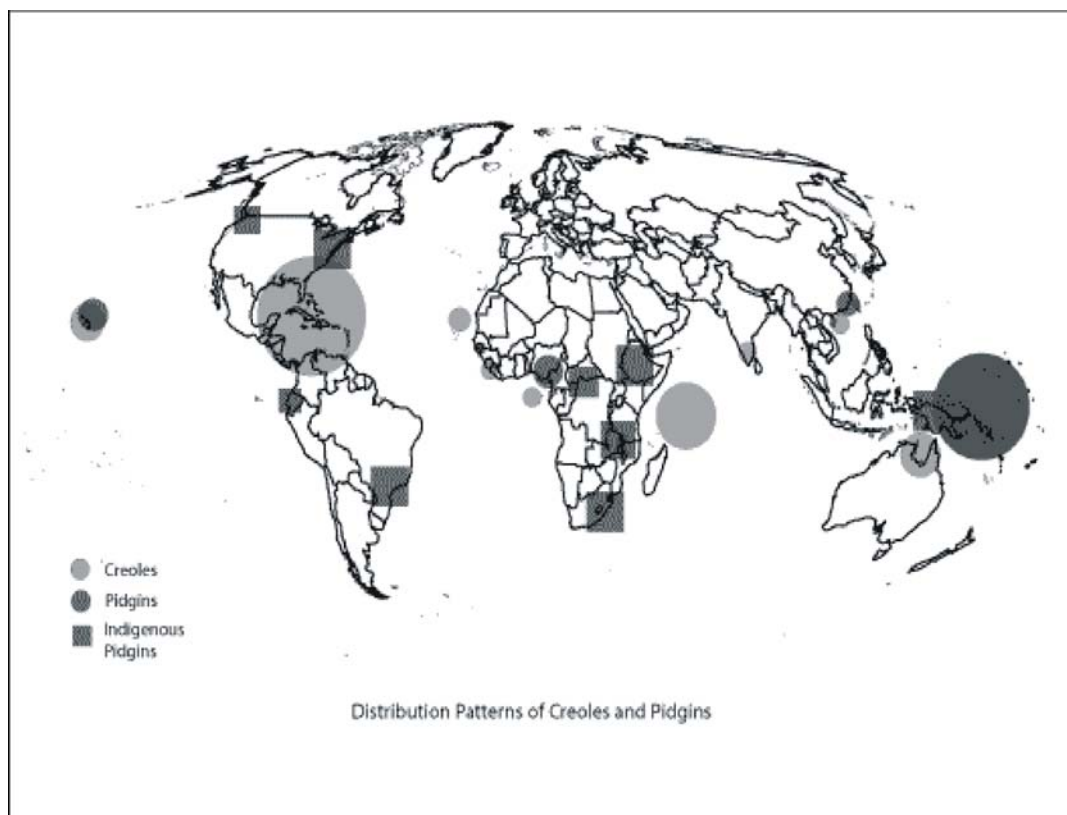 Creoles
Pidgins
Indigenous
Pidgins
Distribution Patterns of Creoles and Pidgins